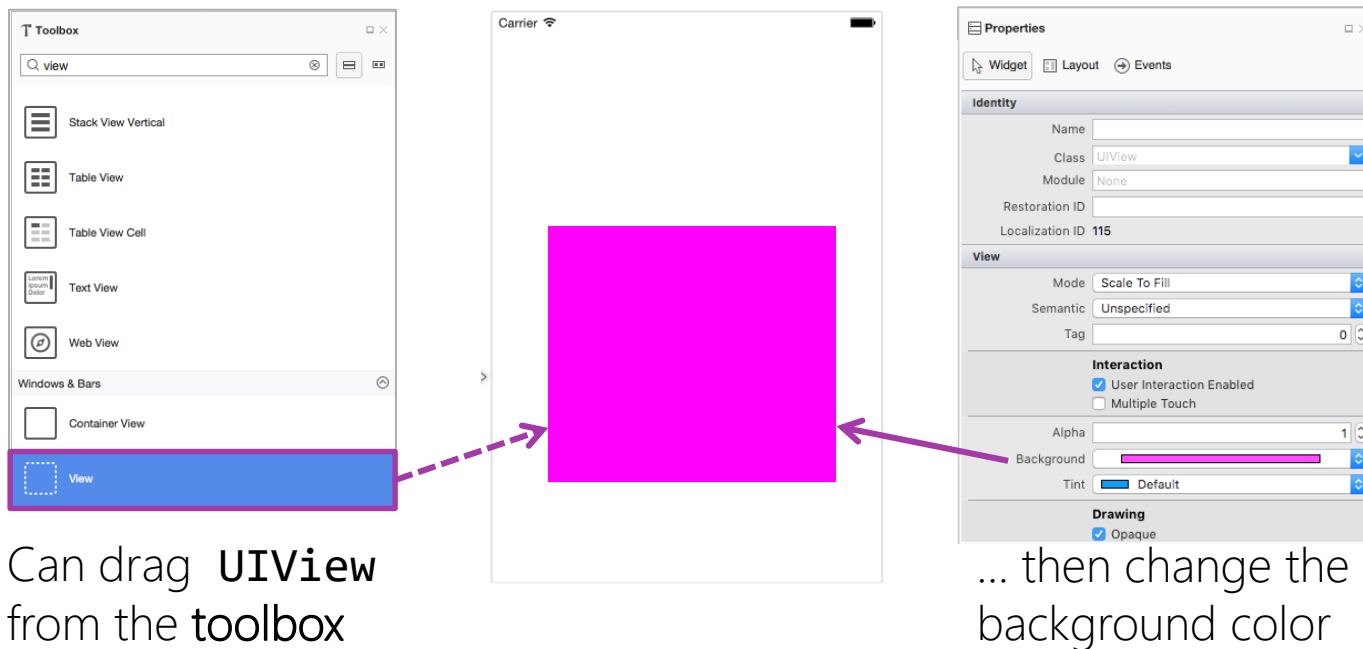 Toolbox
view
Stack View Vertical
Table View
Table View Cell
Lorem
Ipsum
Dolor
Text View
Web View
Windows & Bars
Container View
View
Can drag UIView
from the toolbox
Carrier
Properties
Widget Layout Events
Identity
Name
Class UIView
Module None
Restoration ID
Localization ID 115
View
Mode Scale To Fill
Semantic Unspecified
Tag 0
Interaction
User Interaction Enabled
Multiple Touch
Alpha 1
Background
Tint Default
Drawing
Opaque
... then change the
background color